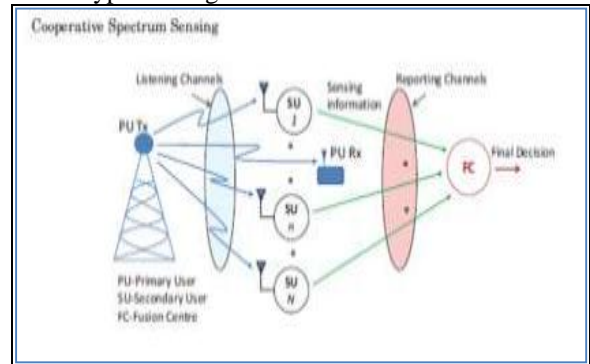 Cooperative Spectrum Sensing
Listening Channels
Sensing
information
Reporting Channels
PU Tx
SU
1
PU Rx
FC
Final Decision
SU
n
SU
N
PU-Primary User
SU-Secondary User
FC-Fusion Centre